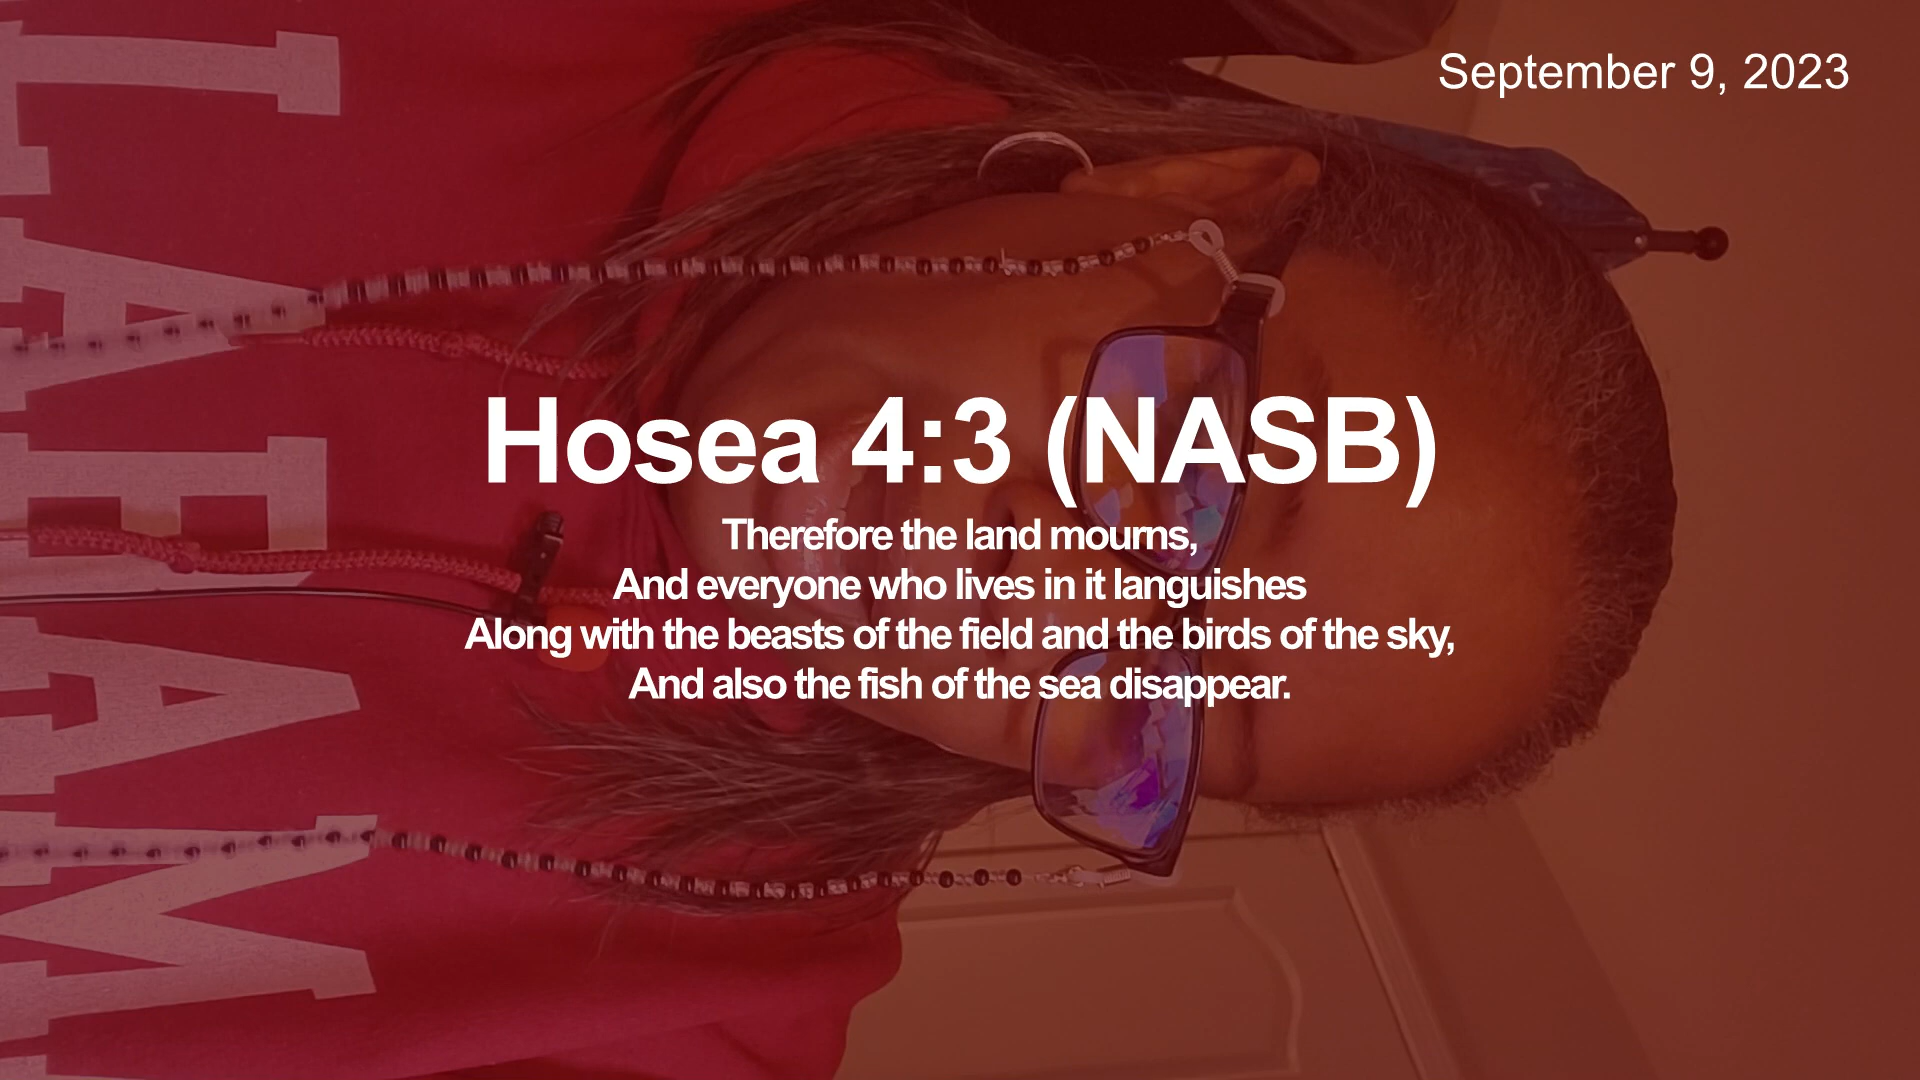 September 9, 2023
Hosea 4:3 (NASB)
Therefore the land mourns,
And everyone who lives in it languishes
Along with the beasts of the field and the birds of the sky,
And also the fish of the sea disappear.